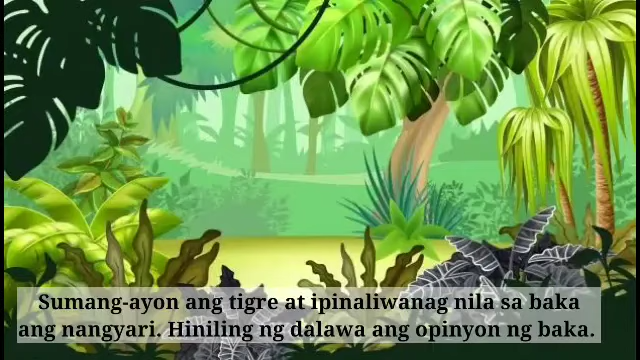 Sumang-ayon ang tigre at ipinaliwanag nila sa baka
ang nangyari. Hiniling ng dalawa ang opinyon ng baka.